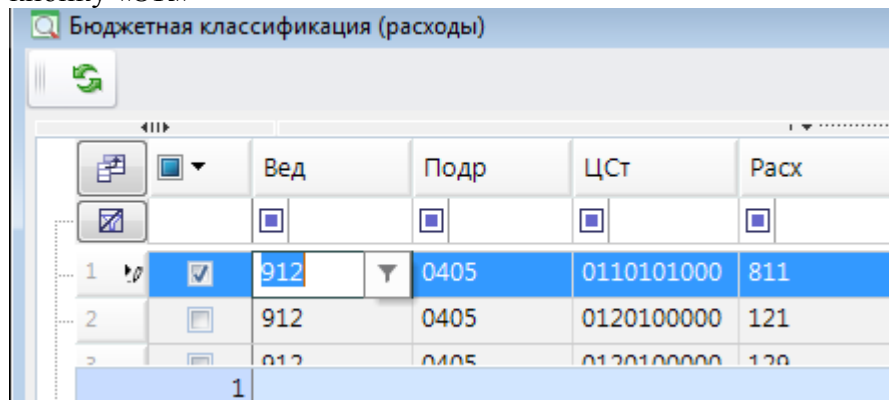 Бюджетная классификация (расходы)
Вед Подр ЦСт Расх
1 912 0405 0110101000 811
2 912 0405 0120100000 121
3 912 0405 0120100000 129
1